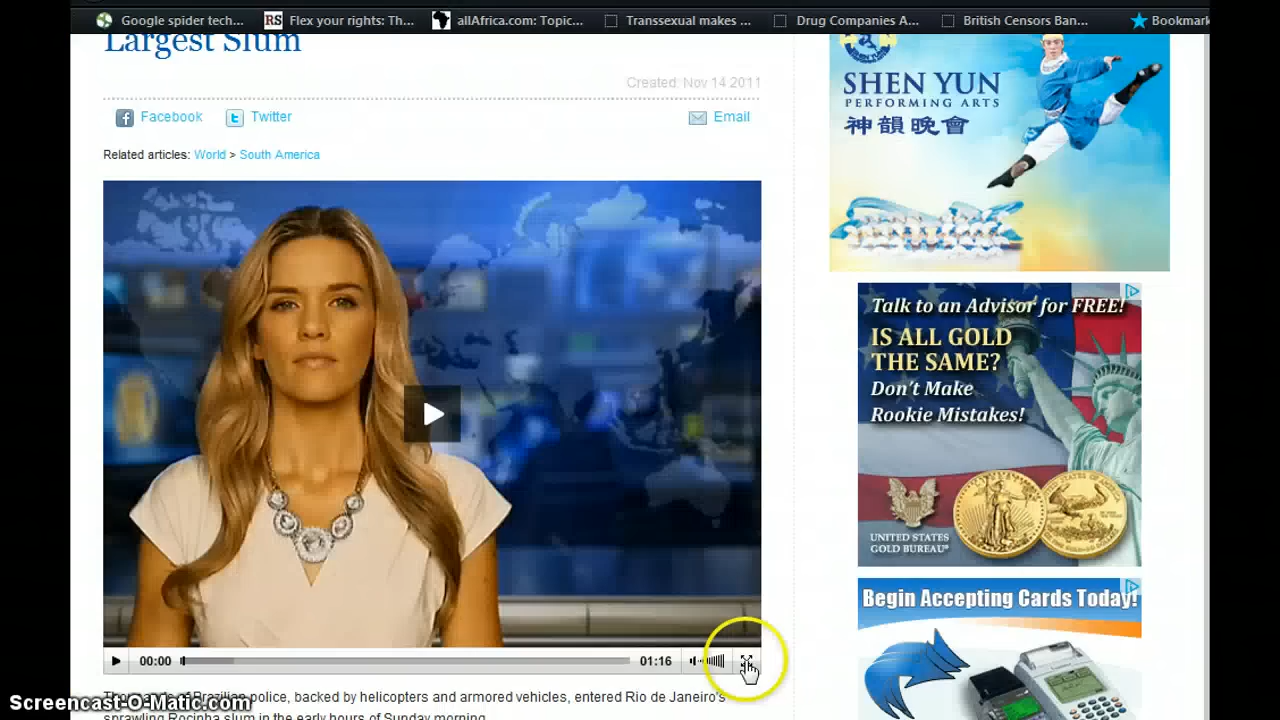 Google spider tech...
Flex your rights: Th...
allAfrica.com: Topic...
Transsexual makes ...
Drug Companies A...
British Censors Ban...
Bookmark
Largest Slum
Created: Nov 14 2011
Facebook
Twitter
Email
Related articles: World > South America
00:00
01:16
Thousands of Brazilian police, backed by helicopters and armored vehicles, entered Rio de Janeiro's
sprawling Rocinha slum in the early hours of Sunday morning.
SHEN YUN
PERFORMING ARTS
神韻晚會
Talk to an Advisor for FREE!
IS ALL GOLD
THE SAME?
Don't Make
Rookie Mistakes!
UNITED STATES
GOLD BUREAU
Begin Accepting Cards Today!
Screencast-O-Matic.com